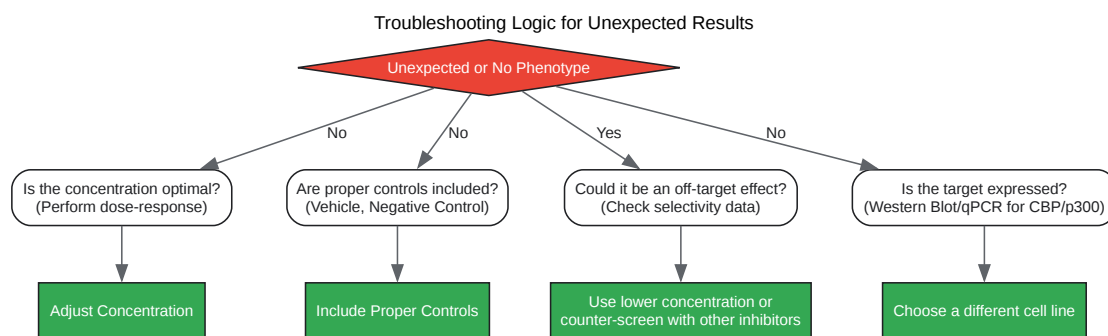 Troubleshooting Logic for Unexpected Results
Unexpected or No Phenotype
No
No
Yes
No
Is the concentration optimal?
(Perform dose-response)
Are proper controls included?
(Vehicle, Negative Control)
Could it be an off-target effect?
(Check selectivity data)
Is the target expressed?
(Western Blot/qPCR for CBP/p300)
Adjust Concentration
Include Proper Controls
Use lower concentration or
counter-screen with other inhibitors
Choose a different cell line